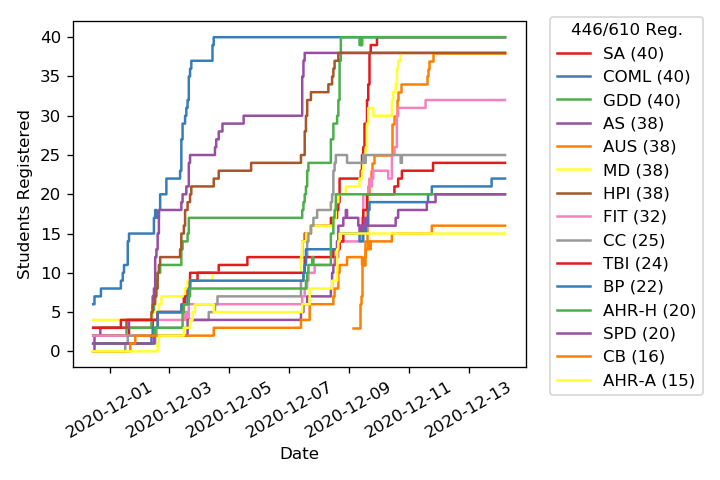 446/610 Reg.
SA (40)
COML (40)
GDD (40)
AS (38)
AUS (38)
MD (38)
HPI (38)
FIT (32)
CC (25)
TBI (24)
BP (22)
AHR-H (20)
SPD (20)
CB (16)
AHR-A (15)
Students Registered
40
35
30
25
20
15
10
5
0
2020-12-01
2020-12-03
2020-12-05
2020-12-07
2020-12-09
2020-12-11
2020-12-13
Date